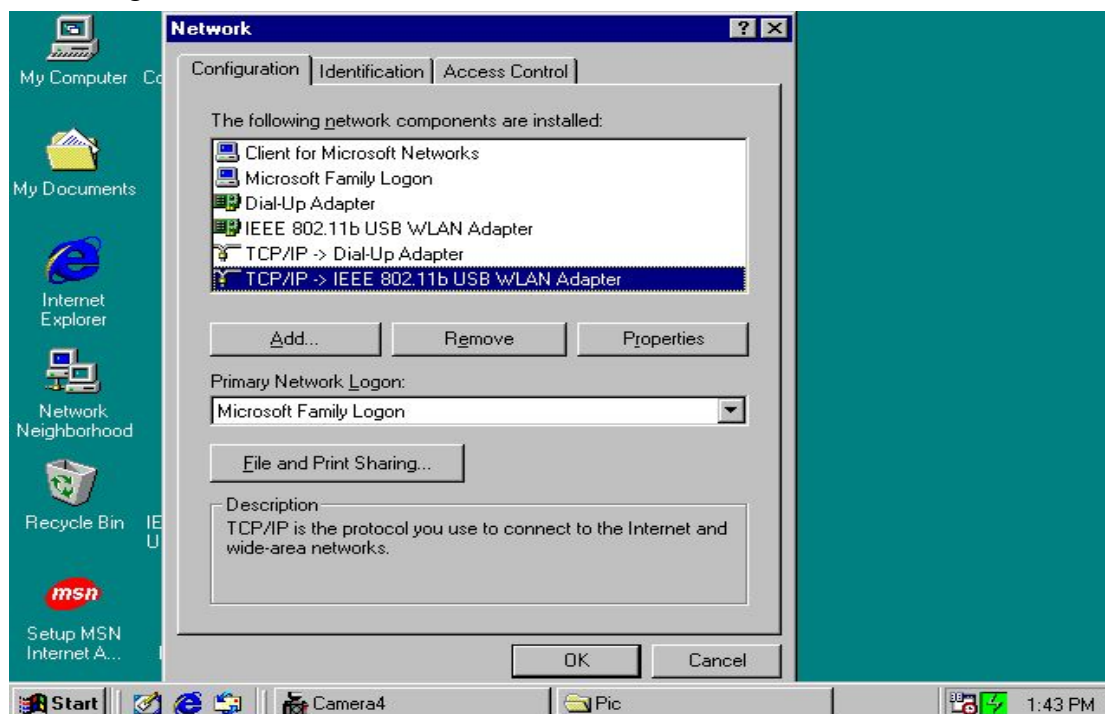 Network
My Computer
Configuration
Identification
Access Control
The following network components are installed:
Client for Microsoft Networks
Microsoft Family Logon
Dial-Up Adapter
IEEE 802.11b USB WLAN Adapter
TCP/IP -> Dial-Up Adapter
TCP/IP -> IEEE 802.11b USB WLAN Adapter
My Documents
Internet
Explorer
Add...
Remove
Properties
Primary Network Logon:
Microsoft Family Logon
Network
Neighborhood
File and Print Sharing...
Recycle Bin
Description
TCP/IP is the protocol you use to connect to the Internet and
wide-area networks.
msn
Setup MSN
Internet A...
OK
Cancel
Start
Camera4
Pic
1:43 PM